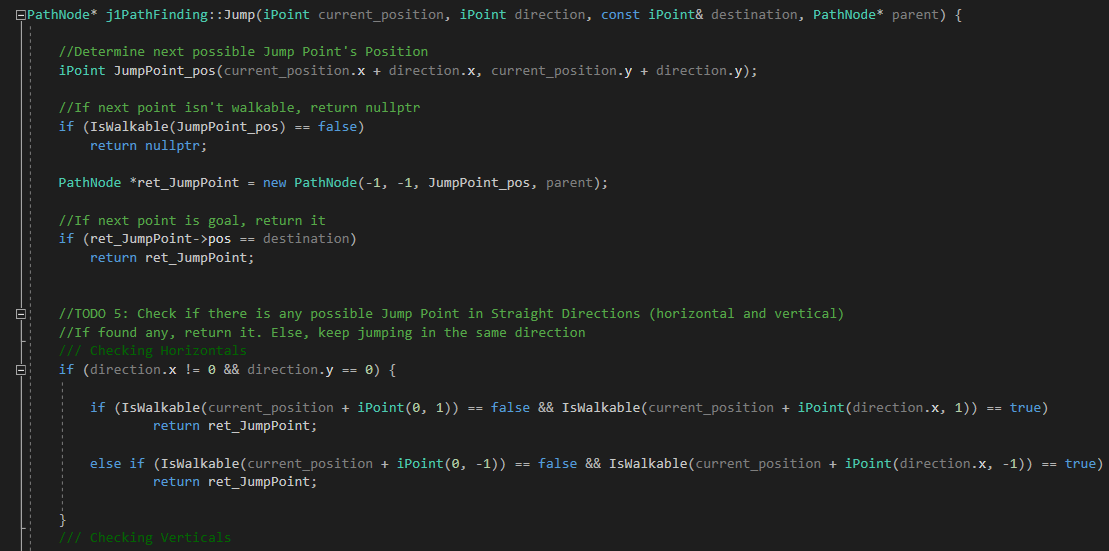 PathNode* j1PathFinding::Jump(iPoint current_position, iPoint direction, const iPoint& destination, PathNode* parent) {
//Determine next possible Jump Point's Position
iPoint JumpPoint_pos(current_position.x + direction.x, current_position.y + direction.y);
//If next point isn't walkable, return nullptr
if (IsWalkable(JumpPoint_pos) == false)
return nullptr;
PathNode *ret_JumpPoint = new PathNode(-1, -1, JumpPoint_pos, parent);
//If next point is goal, return it
if (ret_JumpPoint->pos == destination)
return ret_JumpPoint;
//TODO 5: Check if there is any possible Jump Point in Straight Directions (horizontal and vertical)
//If found any, return it. Else, keep jumping in the same direction
/// Checking Horizontals
if (direction.x != 0 && direction.y == 0) {
if (IsWalkable(current_position + iPoint(0, 1)) == false && IsWalkable(current_position + iPoint(direction.x, 1)) == true)
return ret_JumpPoint;
else if (IsWalkable(current_position + iPoint(0, -1)) == false && IsWalkable(current_position + iPoint(direction.x, -1)) == true)
return ret_JumpPoint;
}
/// Checking Verticals